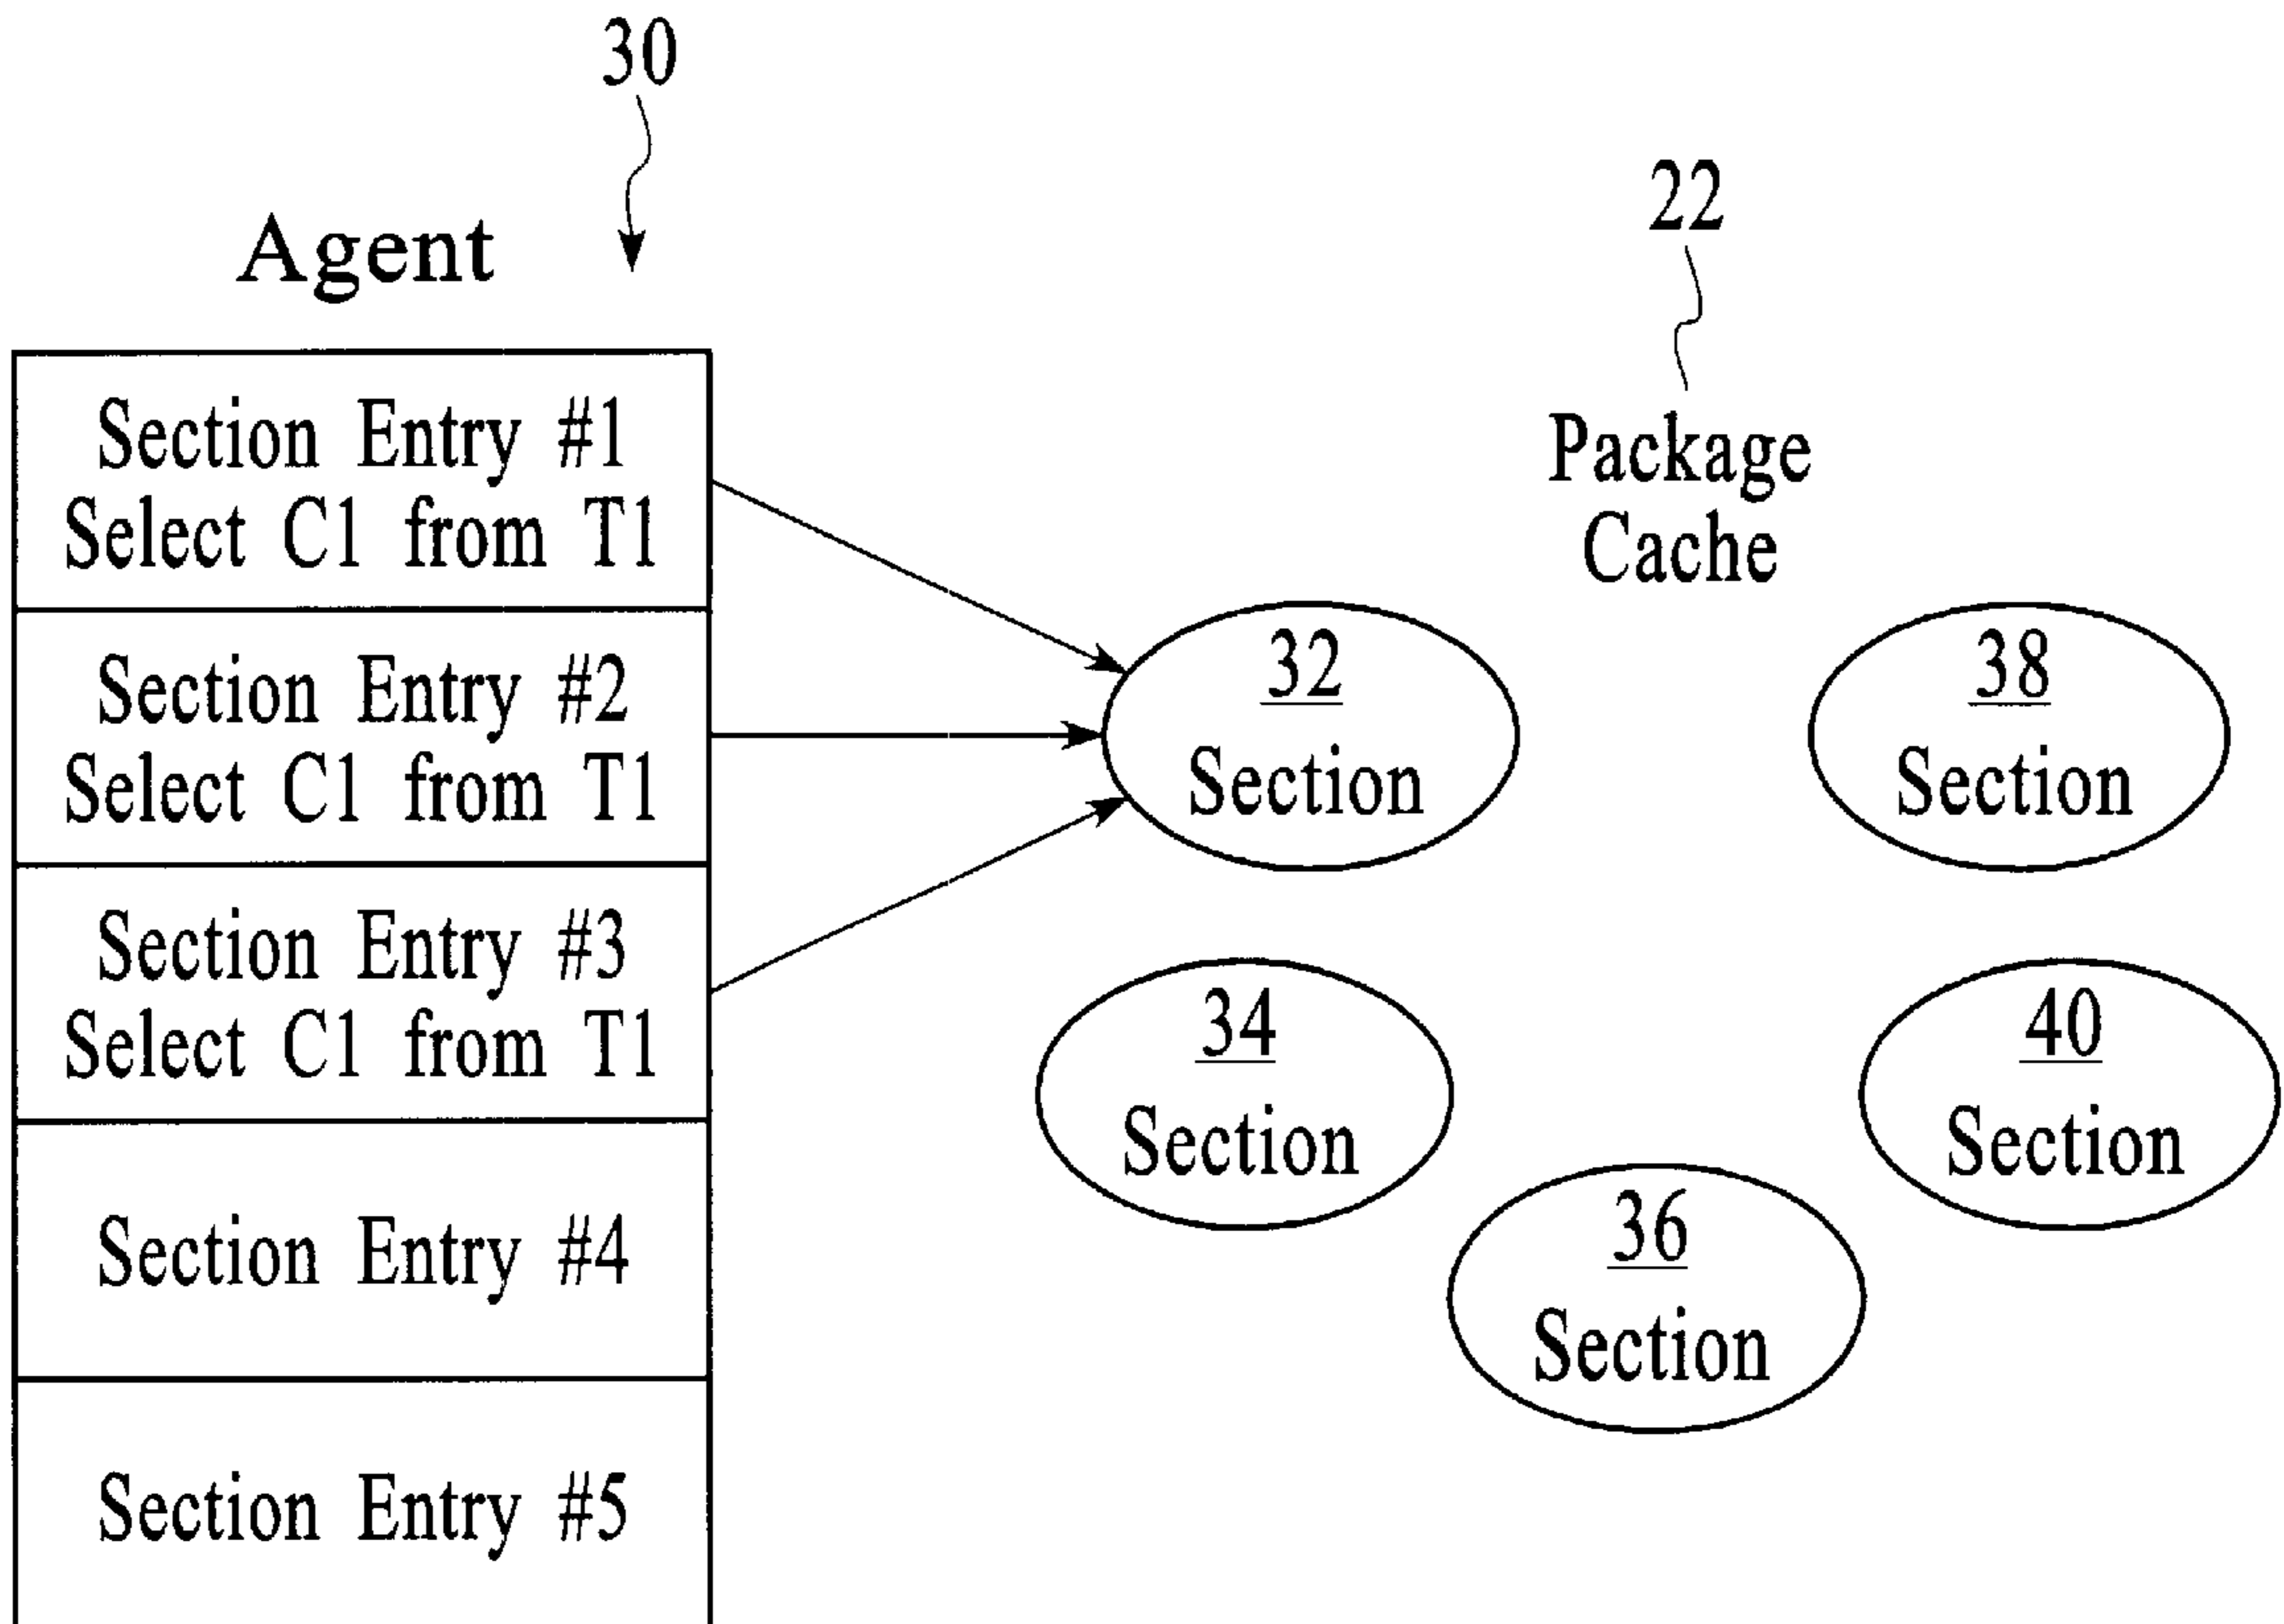 30
Agent
Section Entry #1
Select C1 from T1
Section Entry #2
Select C1 from T1
Section Entry #3
Select C1 from T1
Section Entry #4
Section Entry #5
22
Package
Cache
32
Section
38
Section
34
Section
40
Section
36
Section